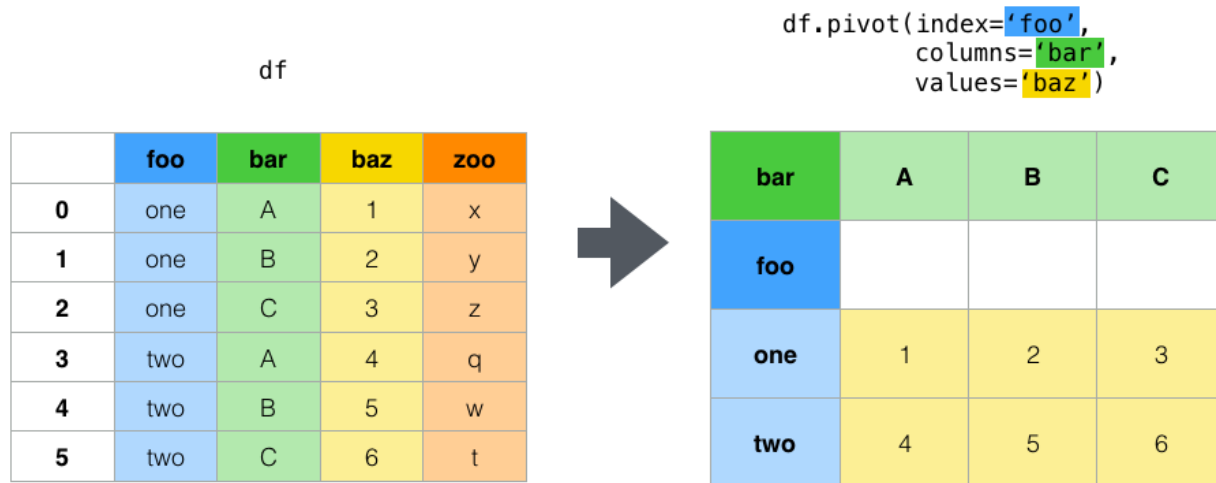 df
foo bar baz zoo
0 one A 1 x
1 one B 2 y
2 one C 3 z
3 two A 4 q
4 two B 5 w
5 two C 6 t
df.pivot(index=‘foo’,
columns=‘bar’,
values=‘baz’)
bar A B C
foo
one 1 2 3
two 4 5 6